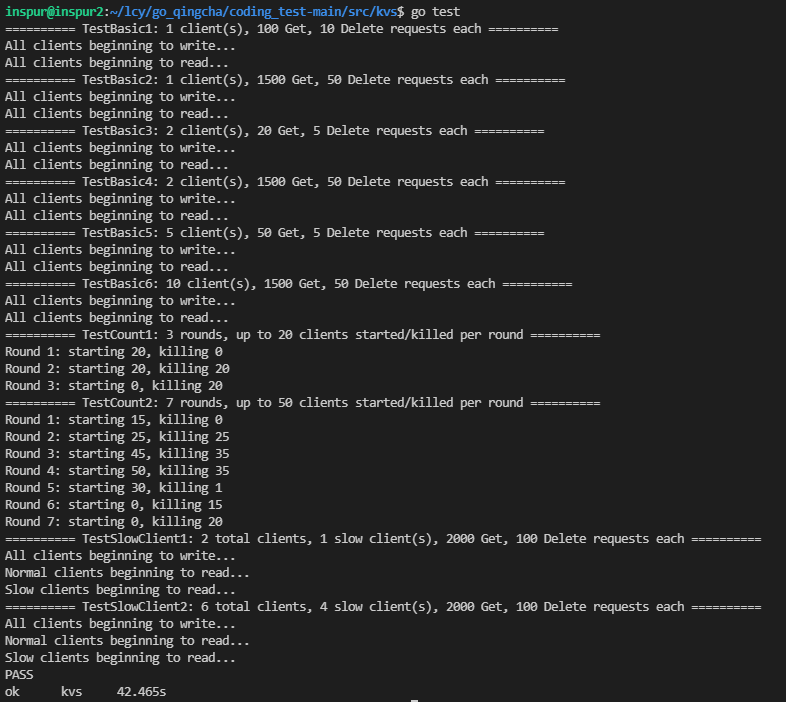 inspur@inspur2:~/lcy/go_qingcha/coding_test-main/src/kvs$ go test
========== TestBasic1: 1 client(s), 100 Get, 10 Delete requests each ==========
All clients beginning to write...
All clients beginning to read...
========== TestBasic2: 1 client(s), 1500 Get, 50 Delete requests each ==========
All clients beginning to write...
All clients beginning to read...
========== TestBasic3: 2 client(s), 20 Get, 5 Delete requests each ==========
All clients beginning to write...
All clients beginning to read...
========== TestBasic4: 2 client(s), 1500 Get, 50 Delete requests each ==========
All clients beginning to write...
All clients beginning to read...
========== TestBasic5: 5 client(s), 50 Get, 5 Delete requests each ==========
All clients beginning to write...
All clients beginning to read...
========== TestBasic6: 10 client(s), 1500 Get, 50 Delete requests each ==========
All clients beginning to write...
All clients beginning to read...
========== TestCount1: 3 rounds, up to 20 clients started/killed per round ==========
Round 1: starting 20, killing 0
Round 2: starting 20, killing 20
Round 3: starting 0, killing 20
========== TestCount2: 7 rounds, up to 50 clients started/killed per round ==========
Round 1: starting 15, killing 0
Round 2: starting 25, killing 25
Round 3: starting 45, killing 35
Round 4: starting 50, killing 35
Round 5: starting 30, killing 1
Round 6: starting 0, killing 15
Round 7: starting 0, killing 20
========== TestSlowClient1: 2 total clients, 1 slow client(s), 2000 Get, 100 Delete requests each ==========
All clients beginning to write...
Normal clients beginning to read...
Slow clients beginning to read...
========== TestSlowClient2: 6 total clients, 4 slow client(s), 2000 Get, 100 Delete requests each ==========
All clients beginning to write...
Normal clients beginning to read...
Slow clients beginning to read...
PASS
ok      kvs     42.465s